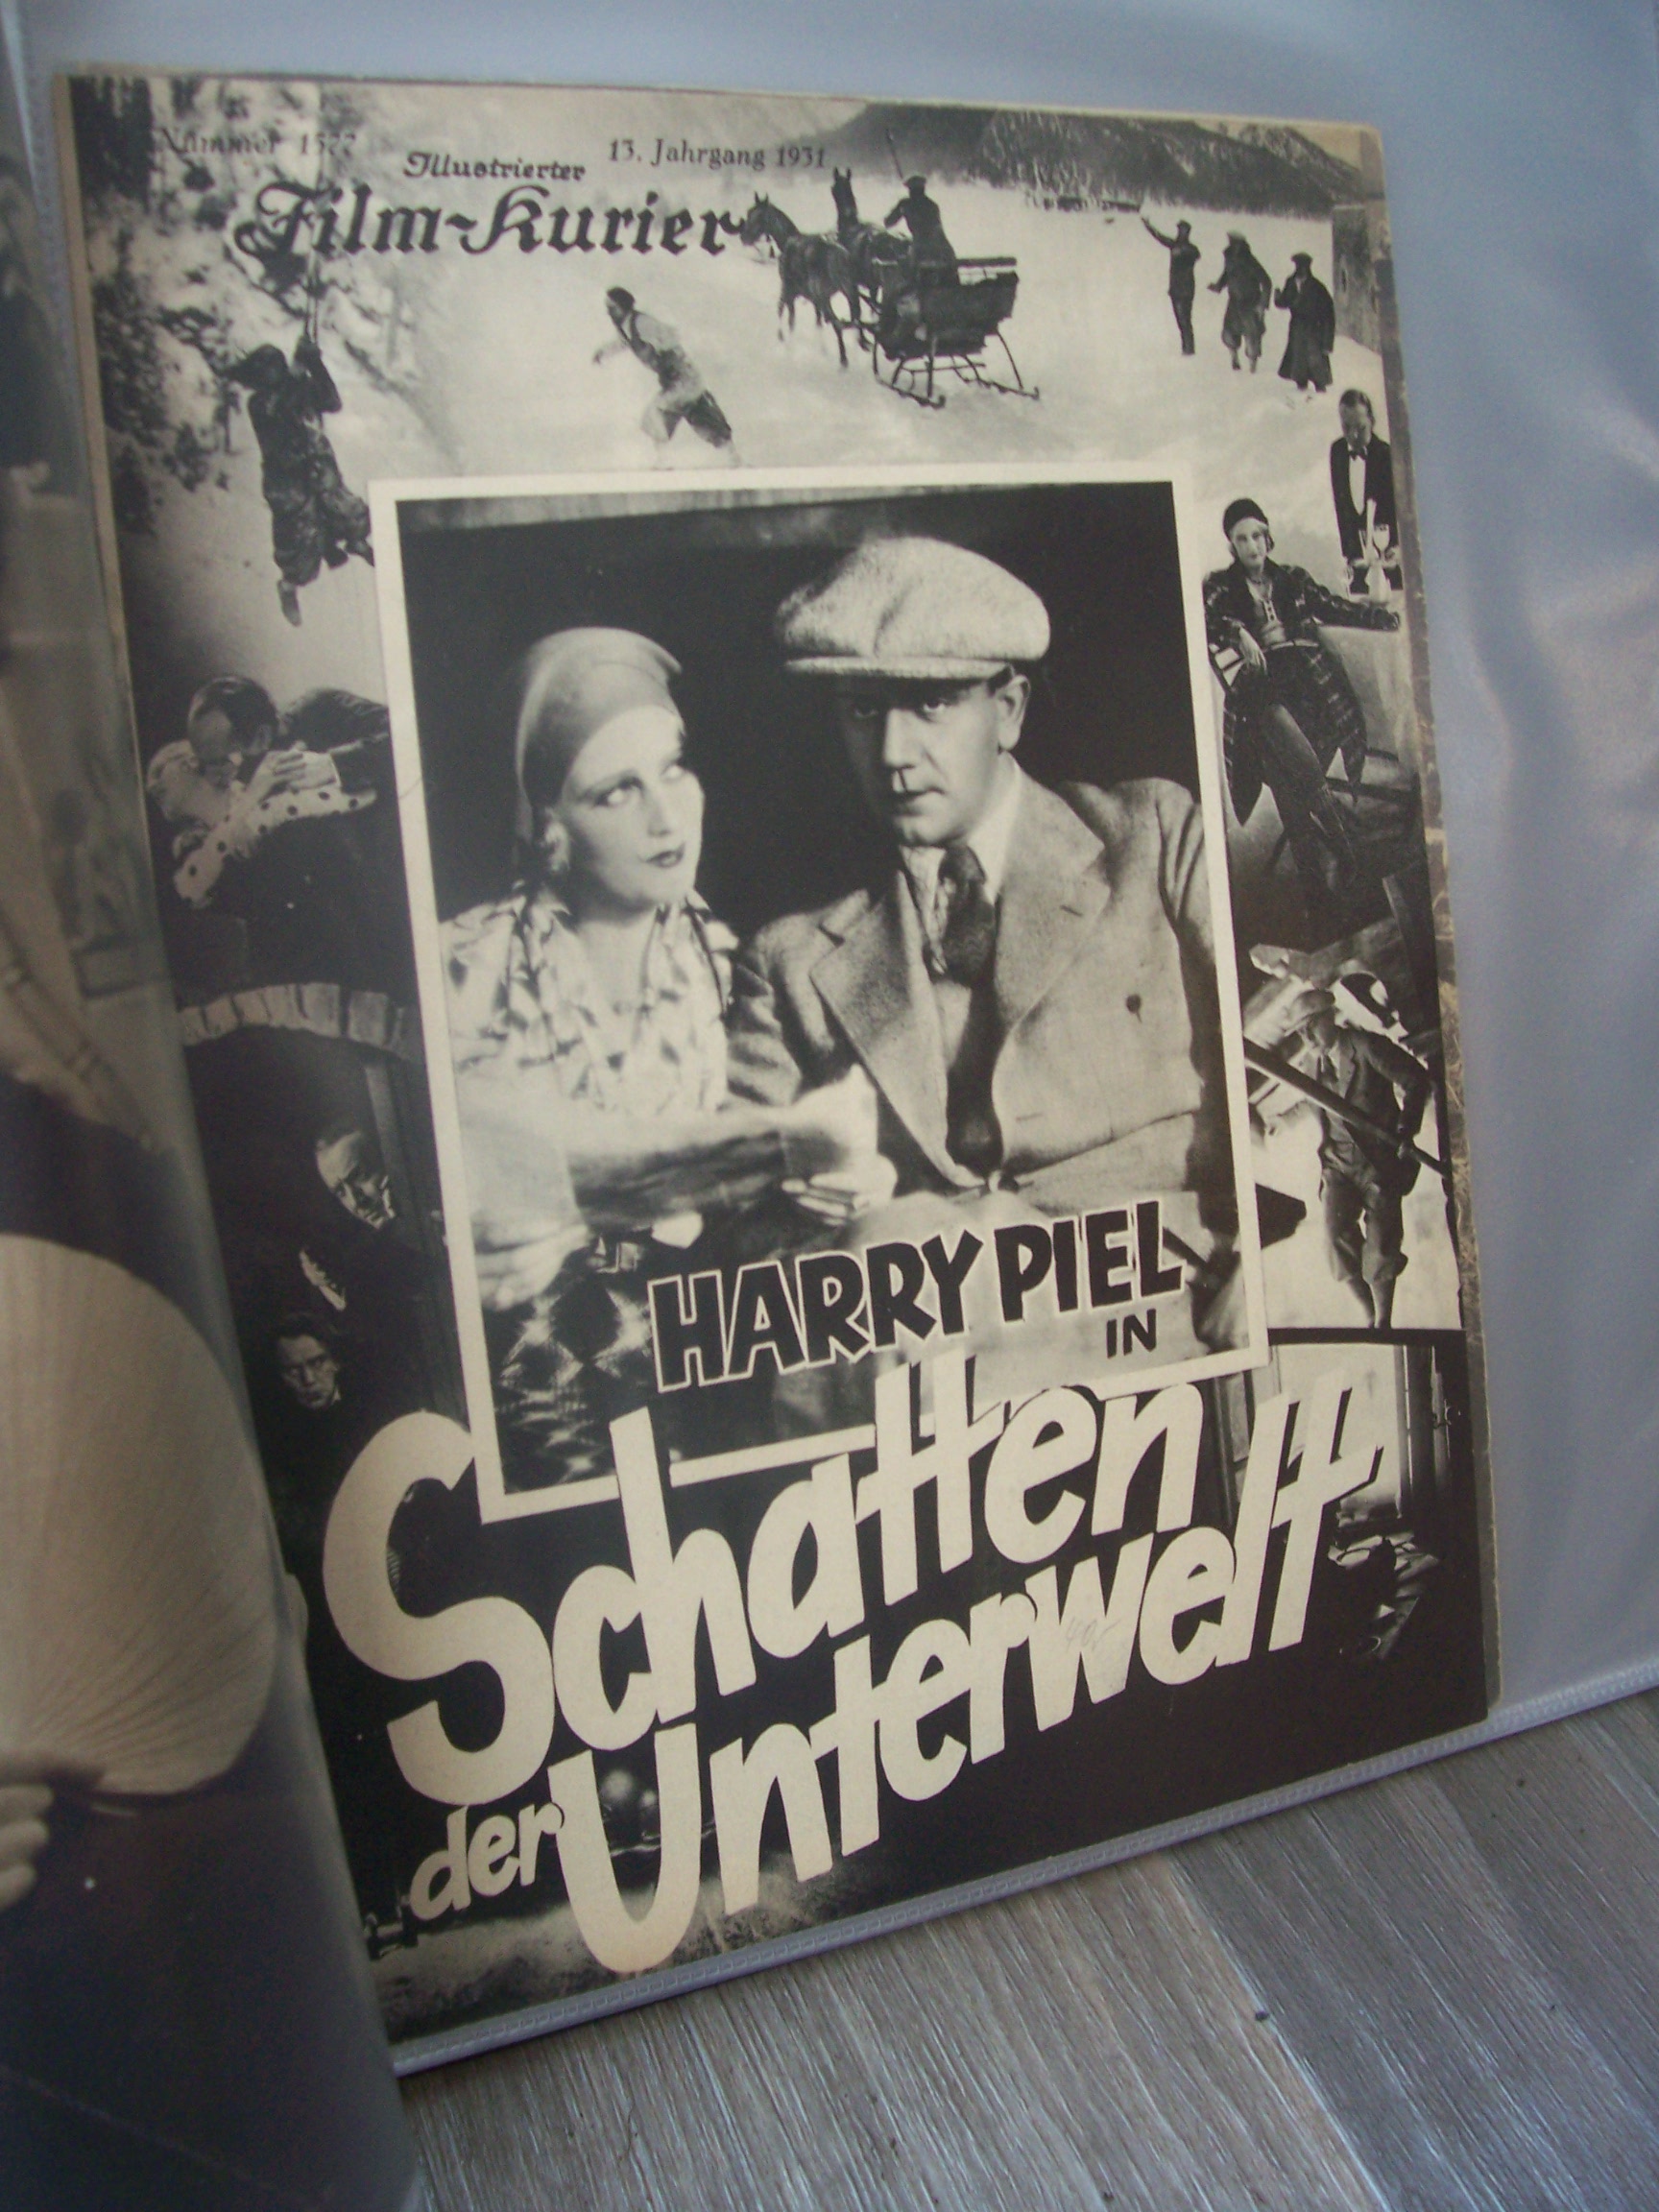 Nummer 1577
13. Jahrgang 1931
Illustrierter
Film-Kurier
HARRY PIEL
IN
Schatten
der Unterwelt